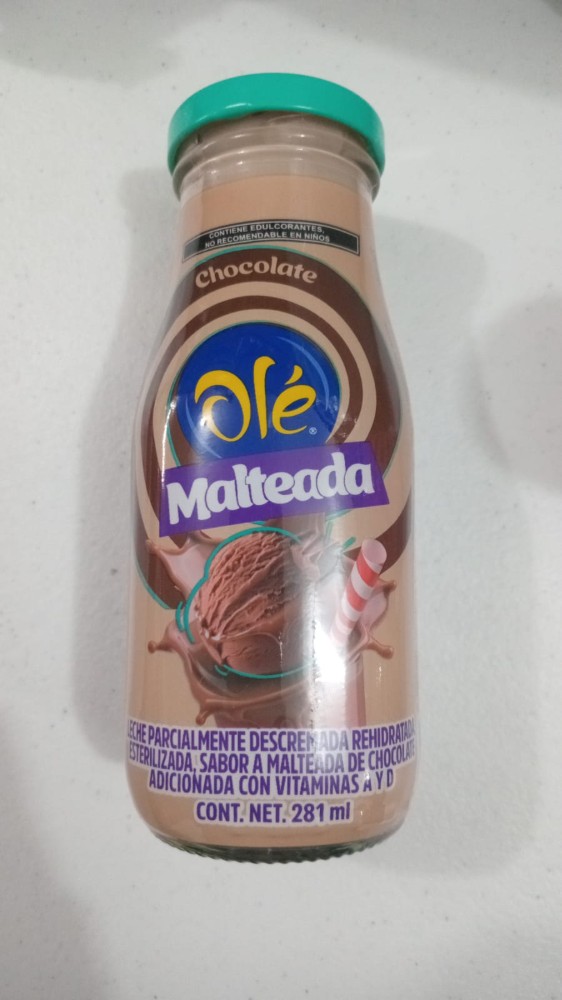 CONTIENE EDULCORANTES,
NO RECOMENDABLE EN NIÑOS
Chocolate
Olé®
Malteada
LECHE PARCIALMENTE DESCREMADA REHIDRATADA
ESTERILIZADA, SABOR A MALTEADA DE CHOCOLATE
ADICIONADA CON VITAMINAS A Y D
CONT. NET. 281 ml